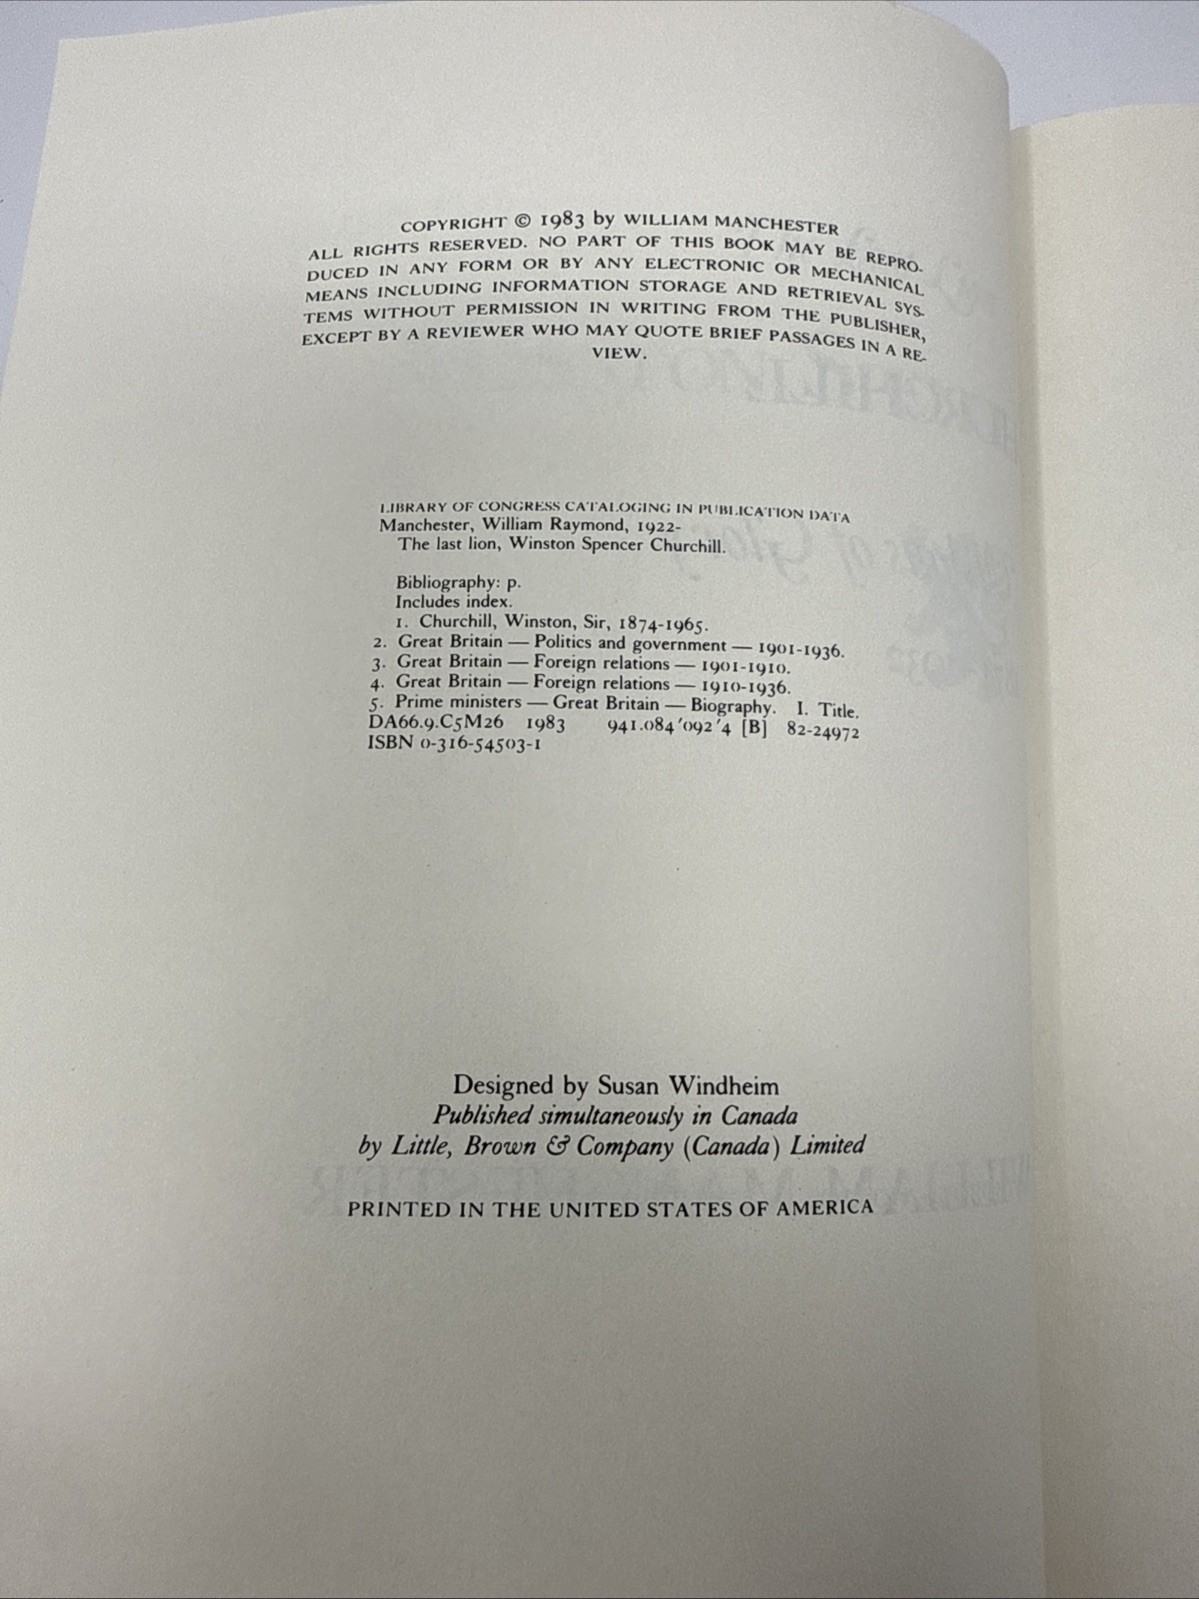 COPYRIGHT © 1983 by WILLIAM MANCHESTER
ALL RIGHTS RESERVED. NO PART OF THIS BOOK MAY BE REPRO-
DUCED IN ANY FORM OR BY ANY ELECTRONIC OR MECHANICAL
MEANS INCLUDING INFORMATION STORAGE AND RETRIEVAL SYS-
TEMS WITHOUT PERMISSION IN WRITING FROM THE PUBLISHER,
EXCEPT BY A REVIEWER WHO MAY QUOTE BRIEF PASSAGES IN A RE-
VIEW.
LIBRARY OF CONGRESS CATALOGING IN PUBLICATION DATA
Manchester, William Raymond, 1922-
The last lion, Winston Spencer Churchill.
Bibliography: p.
Includes index.
1. Churchill, Winston, Sir, 1874-1965.
2. Great Britain — Politics and government — 1901-1936.
3. Great Britain — Foreign relations — 1901-1910.
4. Great Britain — Foreign relations — 1910-1936.
5. Prime ministers — Great Britain — Biography. I. Title.
DA66.9.C5M26 1983 941.084′092′4 [B] 82-24972
ISBN 0-316-54503-1
Designed by Susan Windheim
Published simultaneously in Canada
by Little, Brown & Company (Canada) Limited
PRINTED IN THE UNITED STATES OF AMERICA